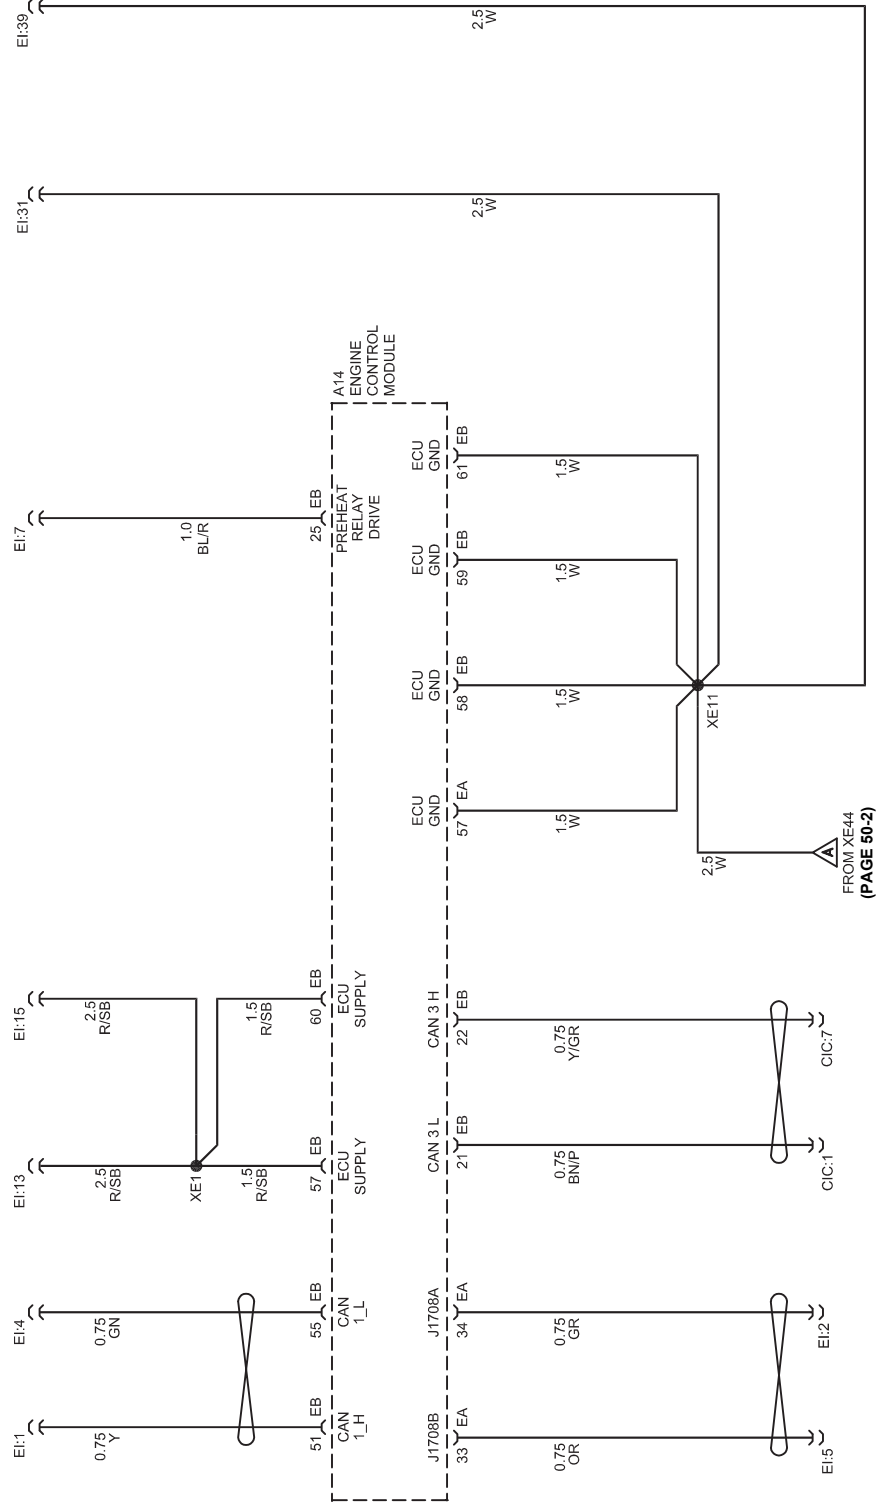 EI:39
2.5
W
EI:31
2.5
W
A14
ENGINE
CONTROL
MODULE
EI:7
1.0
BL/R
25
EB
PREHEAT
RELAY
DRIVE
ECU
GND
61
EB
1.5
W
ECU
GND
59
EB
1.5
W
ECU
GND
58
EB
1.5
W
XE11
ECU
GND
57
EA
1.5
W
2.5
W
A
FROM XE44
(PAGE 50-2)
EI:15
2.5
R/SB
1.5
R/SB
60
EB
ECU
SUPPLY
EI:13
2.5
R/SB
XE1
1.5
R/SB
57
EB
ECU
SUPPLY
CAN 3 H
22
EB
0.75
Y/GR
CIC:7
CAN 3 L
21
EB
0.75
BN/P
CIC:1
EI:4
0.75
GN
55
EB
CAN
1_L
EI:1
0.75
Y
51
EB
CAN
1_H
J1708A
34
EA
0.75
GR
EI:2
J1708B
33
EA
0.75
OR
EI:5